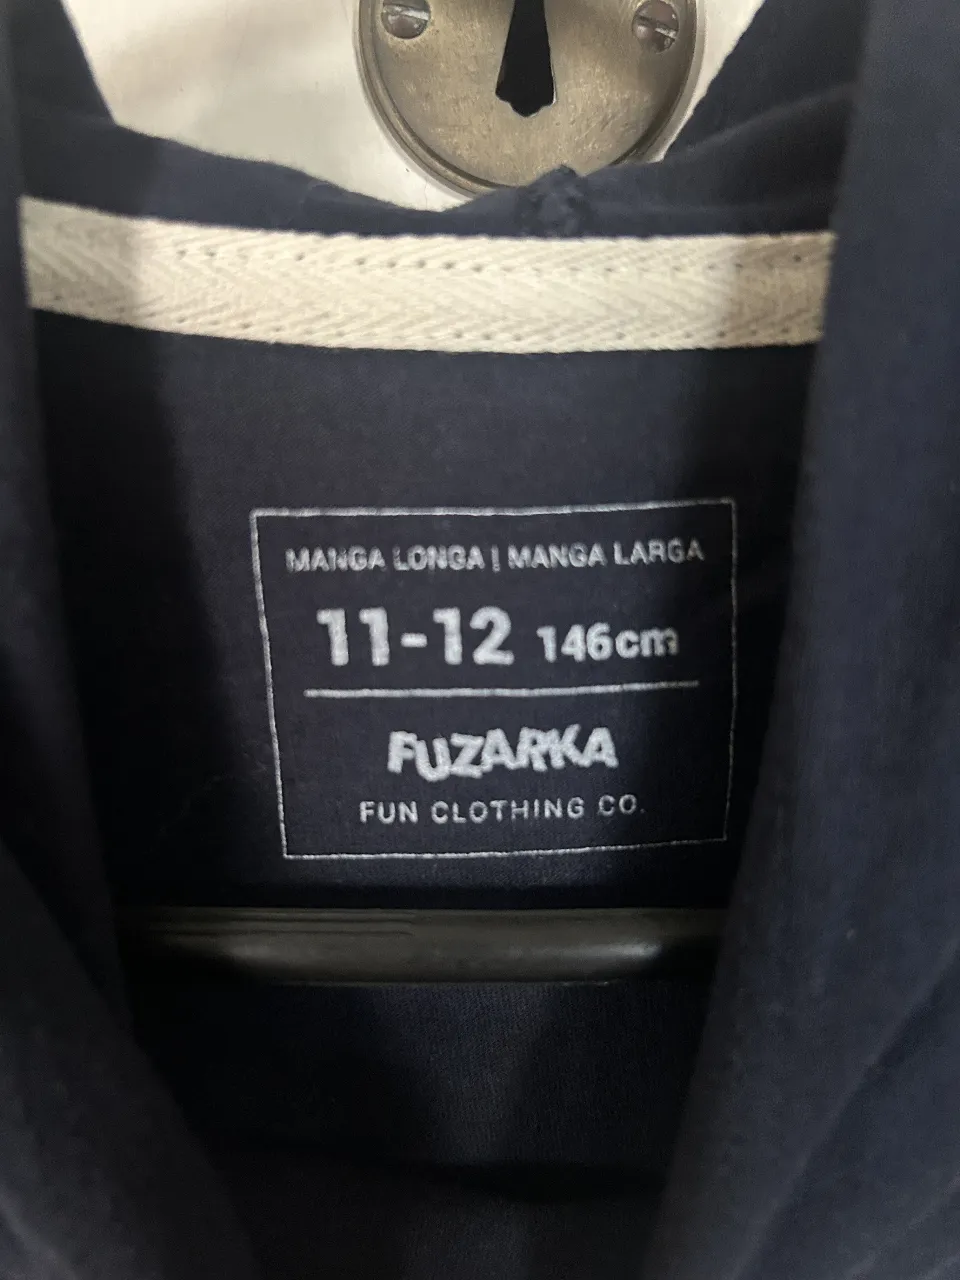 MANGA LONGA | MANGA LARGA
11-12 146cm
FUZARKA
FUN CLOTHING CO.